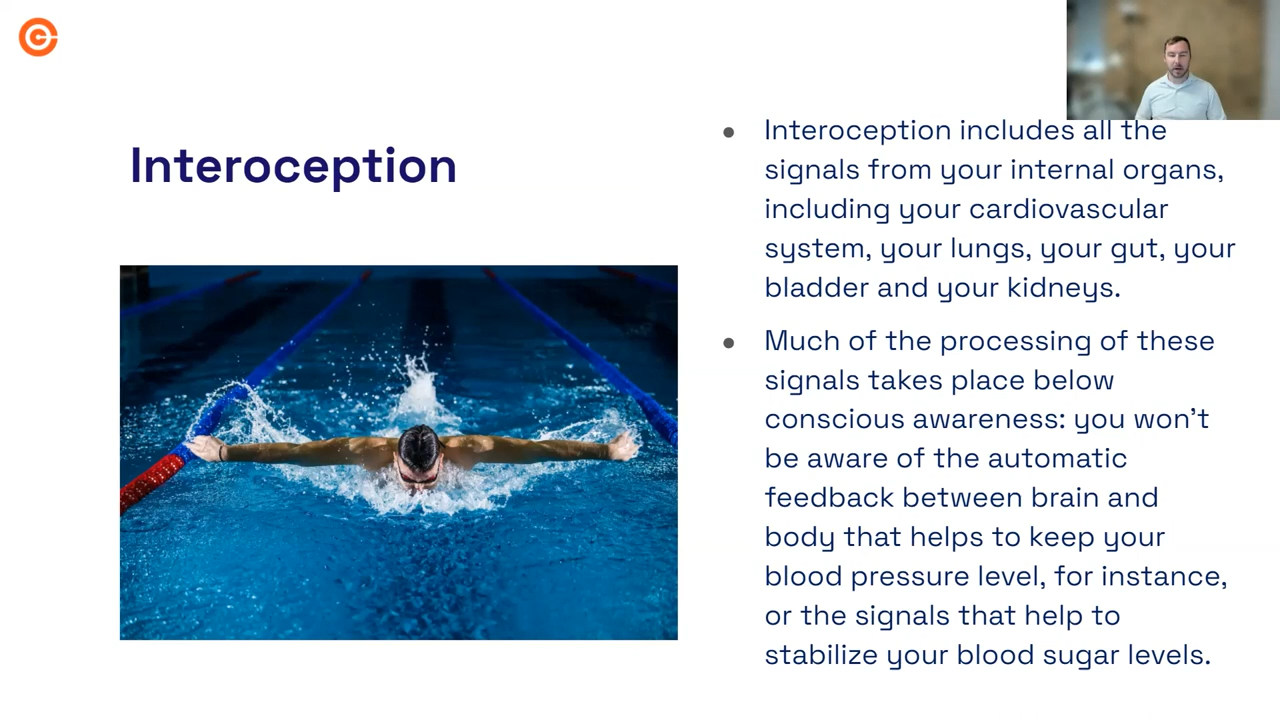 Interoception
Interoception includes all the
signals from your internal organs,
including your cardiovascular
system, your lungs, your gut, your
bladder and your kidneys.
Much of the processing of these
signals takes place below
conscious awareness: you won’t
be aware of the automatic
feedback between brain and
body that helps to keep your
blood pressure level, for instance,
or the signals that help to
stabilize your blood sugar levels.